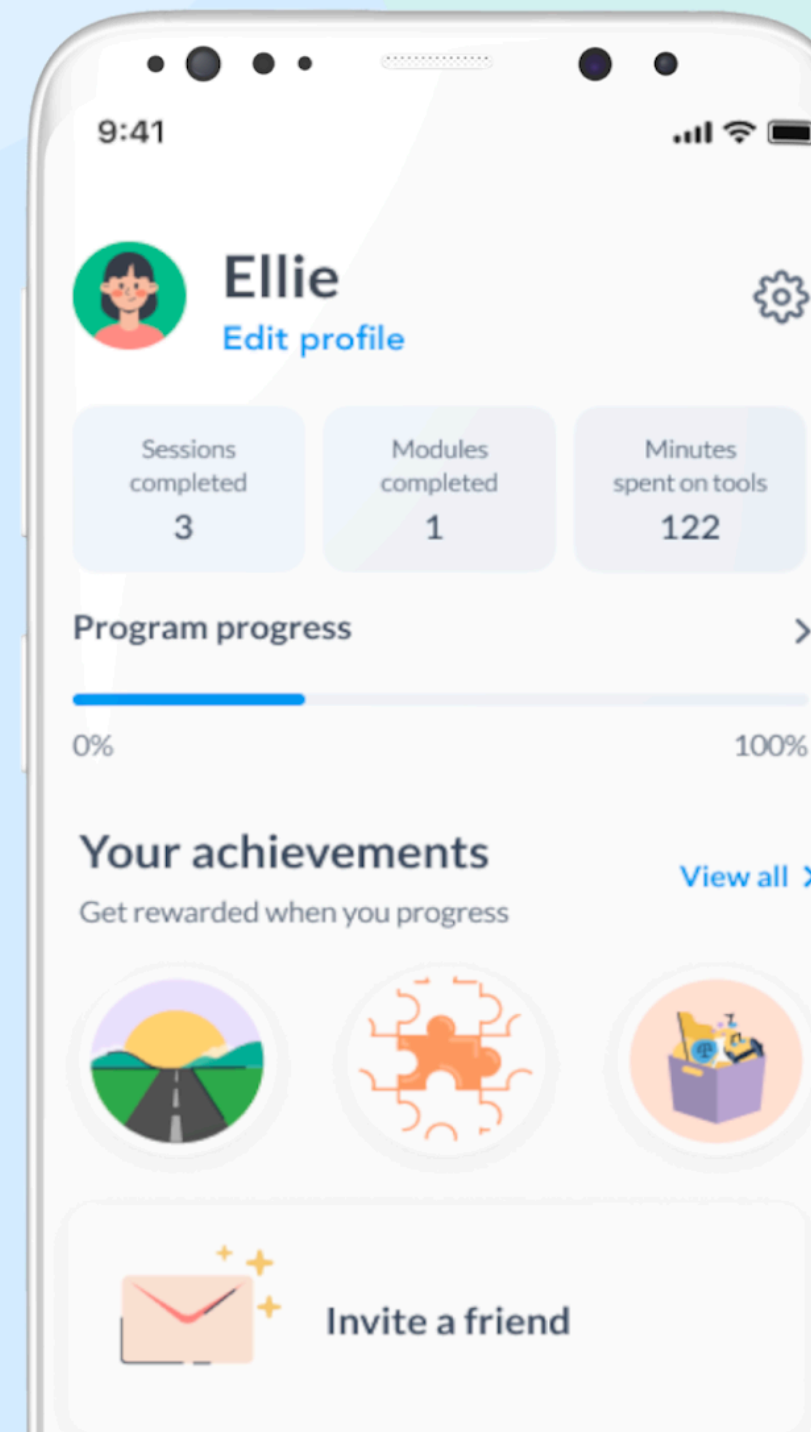 9:41
Ellie
Edit profile
Sessions
completed
3
Modules
completed
1
Minutes
spent on tools
122
Program progress
0%
100%
Your achievements
View all
Get rewarded when you progress
Invite a friend